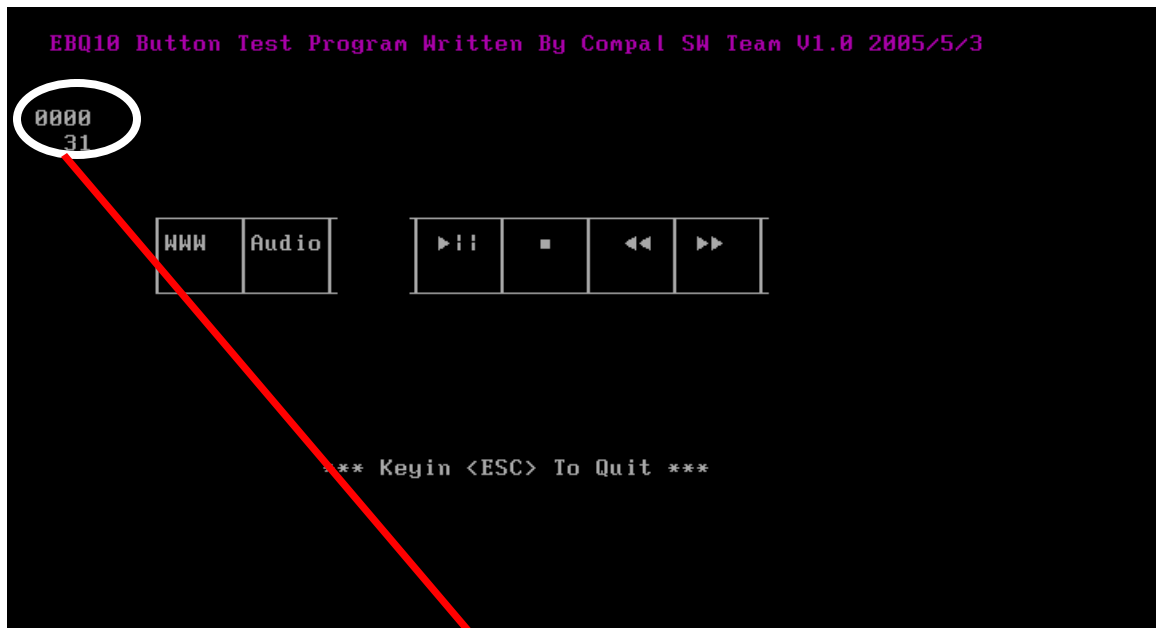 EBQ10 Button Test Program Written By Compal SW Team V1.0 2005/5/3
0000
31
WWW Audio ▶¦¦ ■ ◀◀ ▶▶
*** Keyin <ESC> To Quit ***